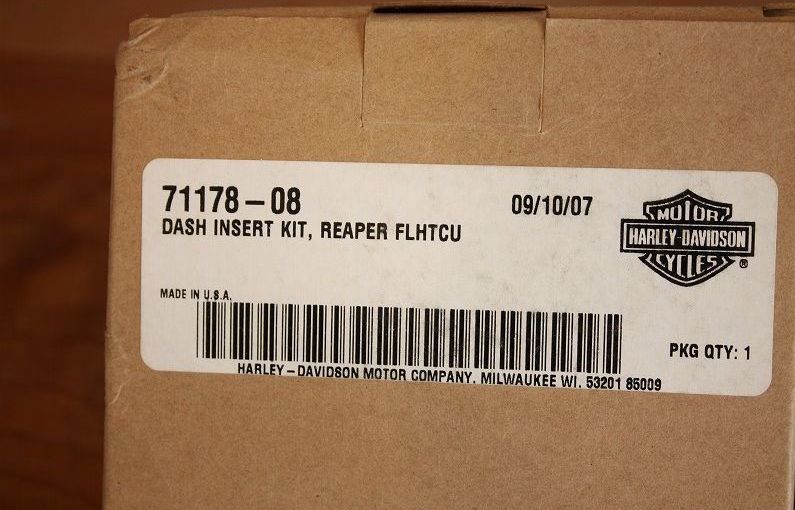 71178-08 09/10/07
DASH INSERT KIT, REAPER FLHTCU
MOTOR
HARLEY-DAVIDSON
CYCLES ®
MADE IN U.S.A.
PKG QTY: 1
HARLEY-DAVIDSON MOTOR COMPANY. MILWAUKEE WI. 53201 85009